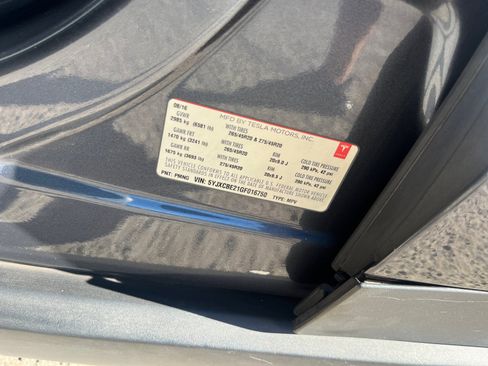 MFD BY TESLA MOTORS, INC.
08/16
GVWR WITH TIRES
2985 kg (6581 lb) 265/45R20 & 275/45R20
GAWR FRT WITH TIRES RIM COLD TIRE PRESSURE
1470 kg (3241 lb) 265/45R20 20x9.0 J 290 kPa, 42 psi
GAWR RR WITH TIRES RIM COLD TIRE PRESSURE
1675 kg (3693 lb) 275/45R20 20x9.5 J 290 kPa, 42 psi
THIS VEHICLE CONFORMS TO ALL APPLICABLE U.S. FEDERAL MOTOR VEHICLE
SAFETY STANDARDS IN EFFECT ON THE DATE OF MANUFACTURE SHOWN ABOVE.
PNT: PMNG VIN: 5YJXCBE21GF016750 TYPE: MPV